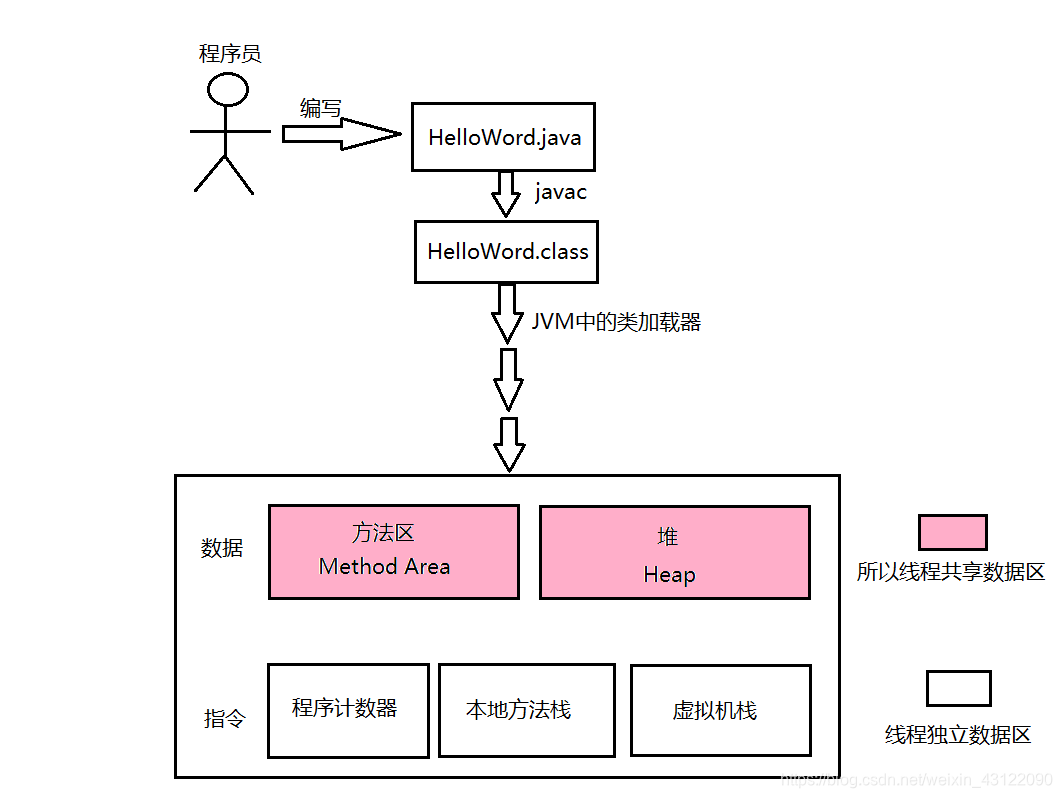 程序员
编写
HelloWord.java
javac
HelloWord.class
JVM中的类加载器
数据
方法区
Method Area
堆
Heap
所以线程共享数据区
指令
程序计数器
本地方法栈
虚拟机栈
线程独立数据区
https://blog.csdn.net/weixin_43122090